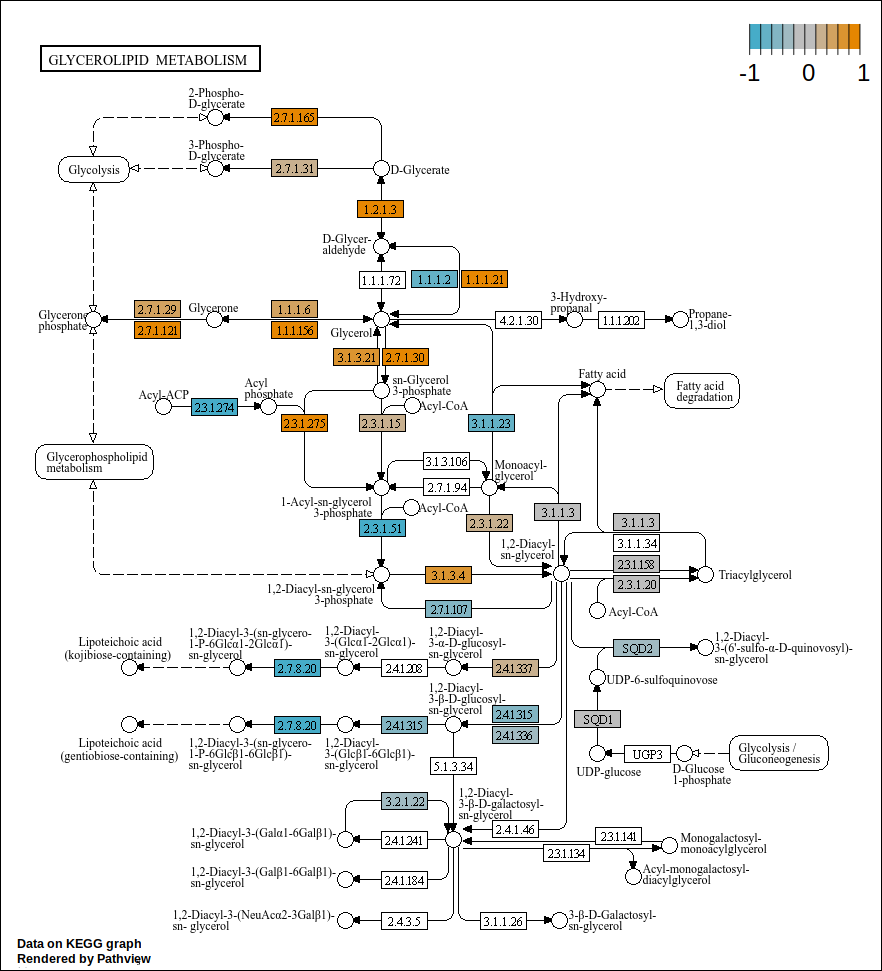 GLYCEROLIPID METABOLISM
-1 0 1
2-Phospho-
D-glycerate
2.7.1.165
3-Phospho-
D-glycerate
Glycolysis
2.7.1.31
D-Glycerate
1.2.1.3
D-Glycer-
aldehyde
1.1.1.72
1.1.1.2
1.1.1.21
Glycerone
phosphate
2.7.1.29
2.7.1.121
Glycerone
1.1.1.6
1.1.1.156
Glycerol
4.2.1.30
3-Hydroxy-
propanal
1.1.1.202
Propane-
1,3-diol
3.1.3.21
2.7.1.30
sn-Glycerol
3-phosphate
Fatty acid
Fatty acid
degradation
Acyl-ACP
2.3.1.274
Acyl
phosphate
2.3.1.275
2.3.1.15
Acyl-CoA
3.1.1.23
Glycerophospholipid
metabolism
3.1.3.106
2.7.1.94
Monoacyl-
glycerol
1-Acyl-sn-glycerol
3-phosphate
Acyl-CoA
2.3.1.51
2.3.1.22
3.1.1.3
3.1.1.3
3.1.1.34
2.3.1.158
2.3.1.20
1,2-Diacyl-
sn-glycerol
Triacylglycerol
Acyl-CoA
3.1.3.4
1,2-Diacyl-sn-glycerol
3-phosphate
2.7.1.107
Lipoteichoic acid
(kojibiose-containing)
1,2-Diacyl-3-(sn-glycero-
1-P-6Glcα1-2Glcα1)-
sn-glycerol
2.7.8.20
1,2-Diacyl-
3-(Glcα1-2Glcα1)-
sn-glycerol
2.4.1.208
1,2-Diacyl-
3-α-D-glucosyl-
sn-glycerol
2.4.1.337
SQD2
1,2-Diacyl-
3-(6'-sulfo-α-D-quinovosyl)-
sn-glycerol
UDP-6-sulfoquinovose
SQD1
UGP3
UDP-glucose
D-Glucose
1-phosphate
Glycolysis /
Gluconeogenesis
1,2-Diacyl-
3-β-D-glucosyl-
sn-glycerol
2.4.1.315
2.4.1.336
2.4.1.315
2.7.8.20
Lipoteichoic acid
(gentiobiose-containing)
1,2-Diacyl-3-(sn-glycero-
1-P-6Glcβ1-6Glcβ1)-
sn-glycerol
1,2-Diacyl-
3-(Glcβ1-6Glcβ1)-
sn-glycerol
5.1.3.34
3.2.1.22
1,2-Diacyl-
3-β-D-galactosyl-
sn-glycerol
2.4.1.46
1,2-Diacyl-3-(Galα1-6Galβ1)-
sn-glycerol
2.4.1.241
2.3.1.141
2.3.1.134
Monogalactosyl-
monoacylglycerol
Acyl-monogalactosyl-
diacylglycerol
1,2-Diacyl-3-(Galβ1-6Galβ1)-
sn-glycerol
2.4.1.184
1,2-Diacyl-3-(NeuAcα2-3Galβ1)-
sn- glycerol
2.4.3.5
3.1.1.26
3-β-D-Galactosyl-
sn-glycerol
Data on KEGG graph
Rendered by Pathview